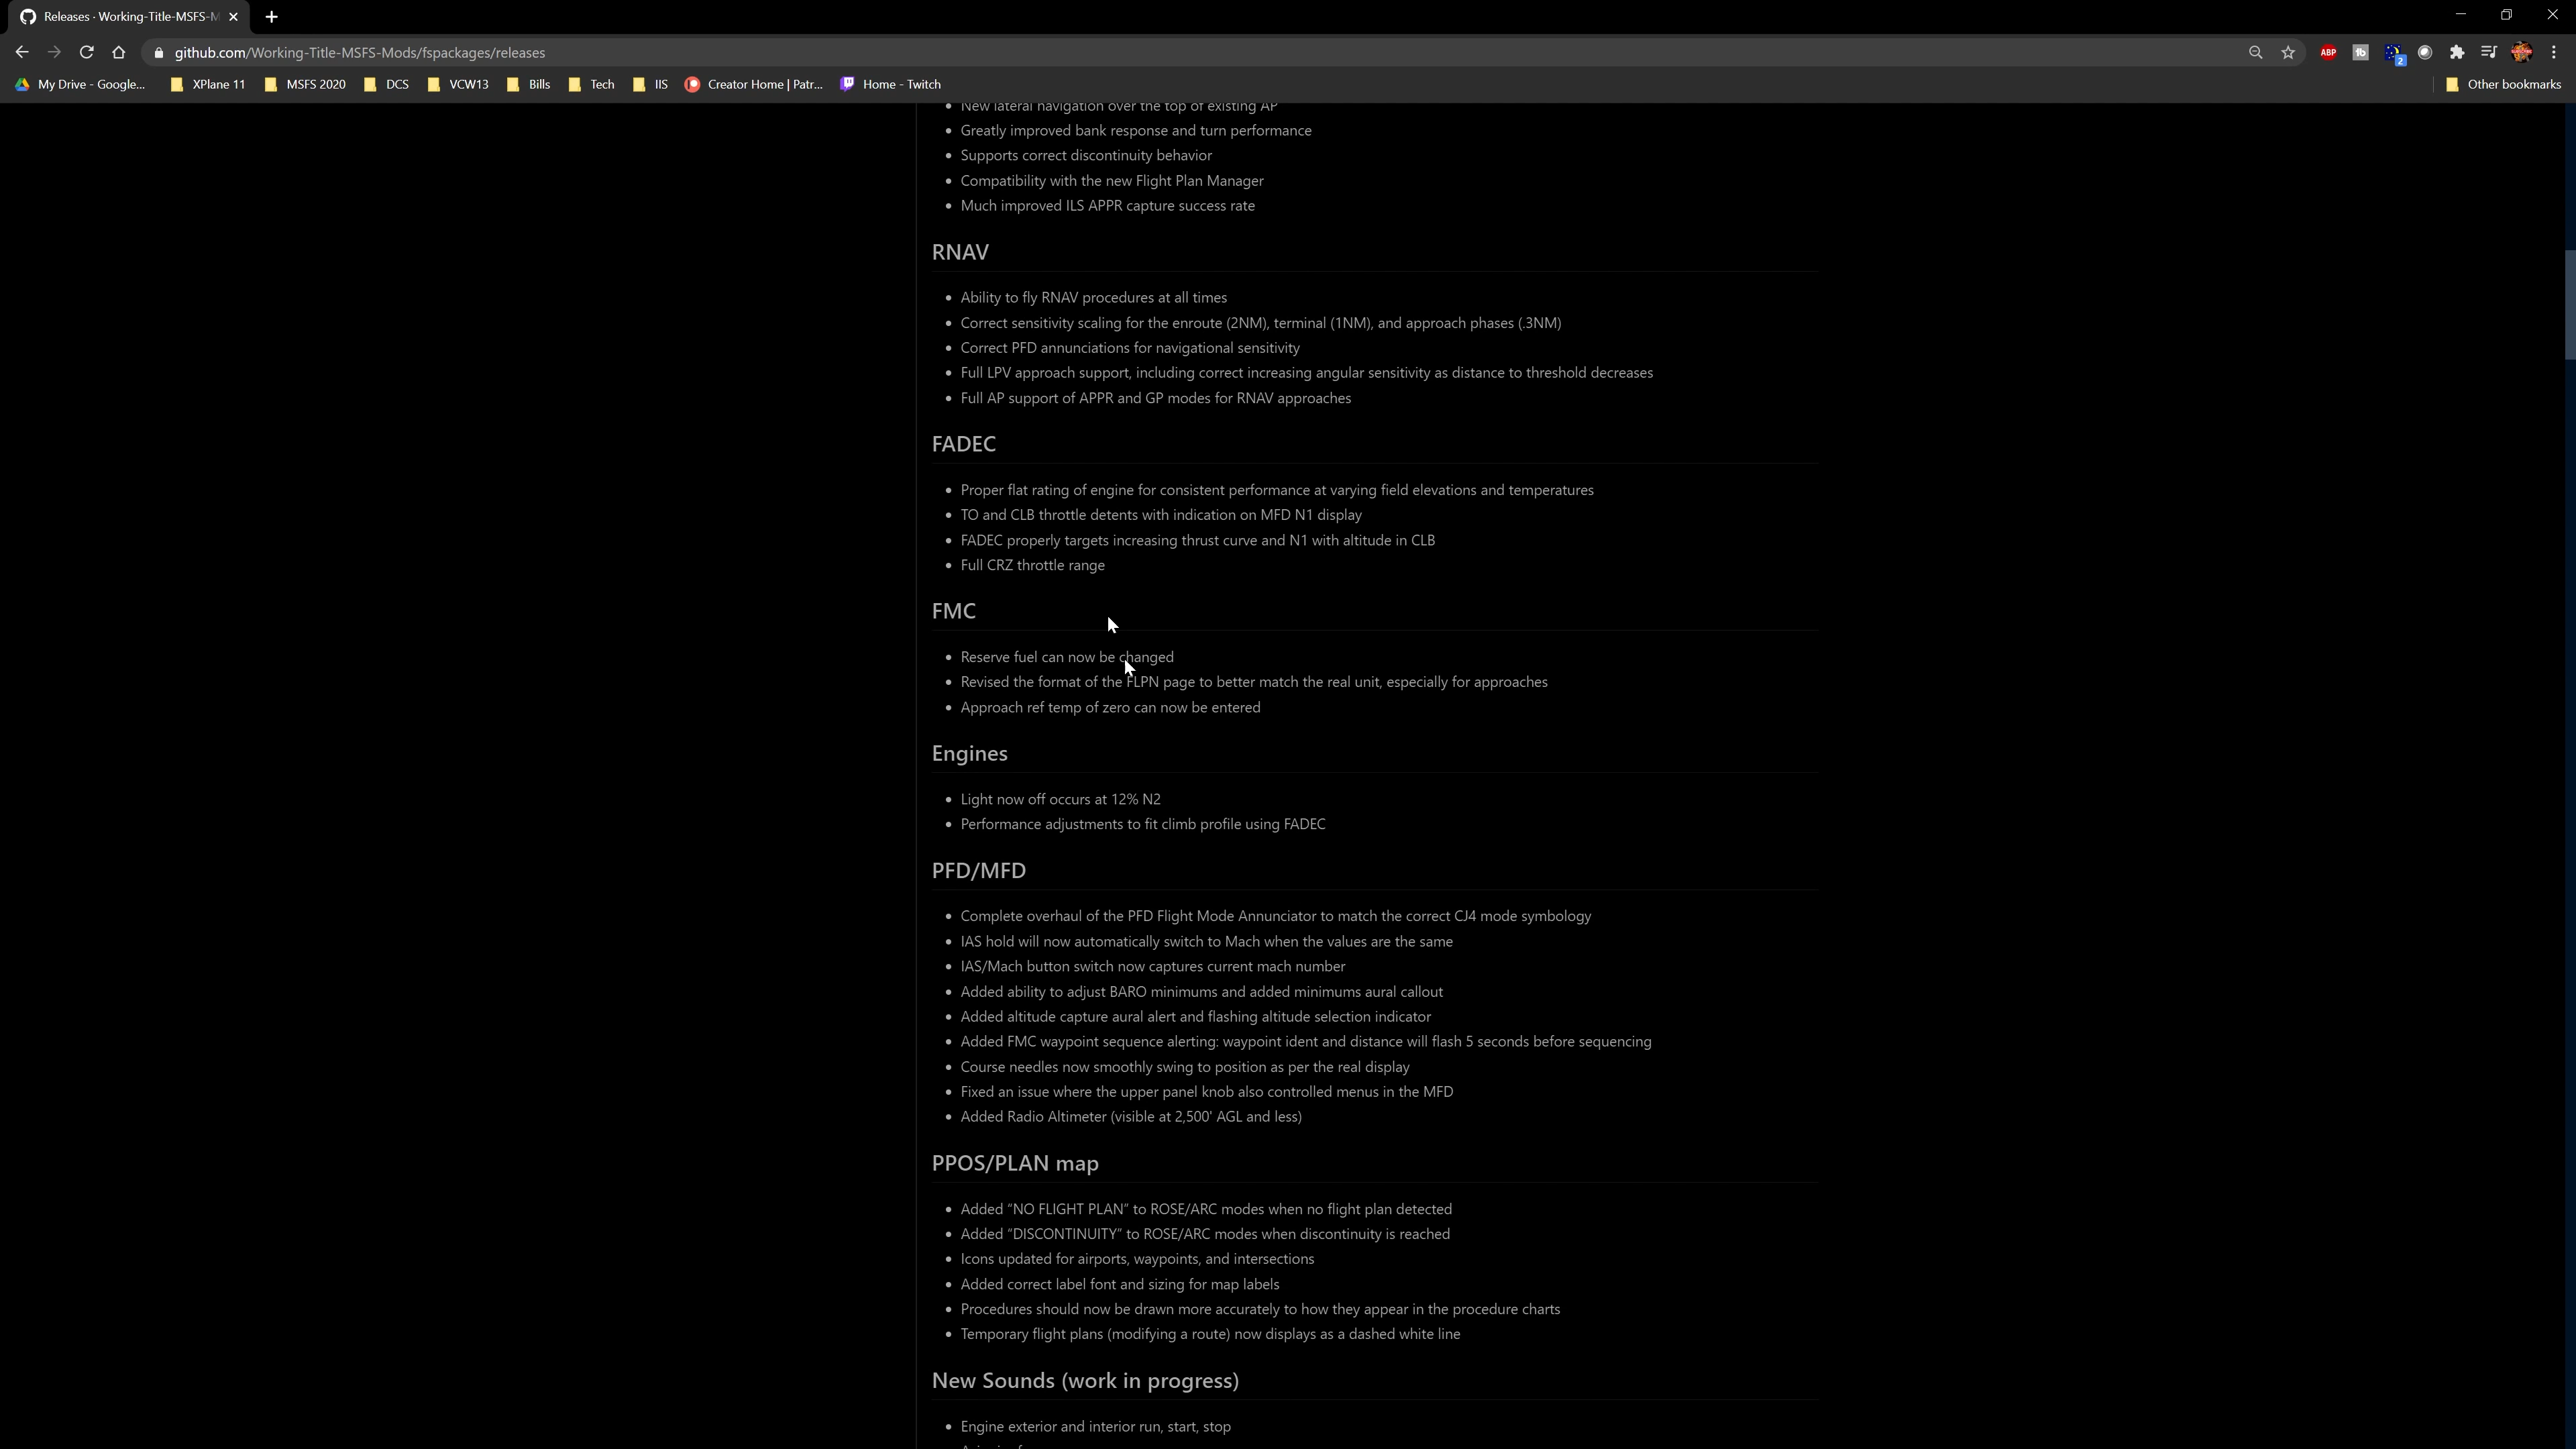 Releases · Working-Title-MSFS-M
github.com/Working-Title-MSFS-Mods/fspackages/releases
ABP
2
My Drive - Google...
XPlane 11
MSFS 2020
DCS
VCW13
Bills
Tech
IIS
Creator Home | Patr...
Home - Twitch
Other bookmarks
New lateral navigation over the top of existing AP
Greatly improved bank response and turn performance
Supports correct discontinuity behavior
Compatibility with the new Flight Plan Manager
Much improved ILS APPR capture success rate
RNAV
Ability to fly RNAV procedures at all times
Correct sensitivity scaling for the enroute (2NM), terminal (1NM), and approach phases (.3NM)
Correct PFD annunciations for navigational sensitivity
Full LPV approach support, including correct increasing angular sensitivity as distance to threshold decreases
Full AP support of APPR and GP modes for RNAV approaches
FADEC
Proper flat rating of engine for consistent performance at varying field elevations and temperatures
TO and CLB throttle detents with indication on MFD N1 display
FADEC properly targets increasing thrust curve and N1 with altitude in CLB
Full CRZ throttle range
FMC
Reserve fuel can now be changed
Revised the format of the FLPN page to better match the real unit, especially for approaches
Approach ref temp of zero can now be entered
Engines
Light now off occurs at 12% N2
Performance adjustments to fit climb profile using FADEC
PFD/MFD
Complete overhaul of the PFD Flight Mode Annunciator to match the correct CJ4 mode symbology
IAS hold will now automatically switch to Mach when the values are the same
IAS/Mach button switch now captures current mach number
Added ability to adjust BARO minimums and added minimums aural callout
Added altitude capture aural alert and flashing altitude selection indicator
Added FMC waypoint sequence alerting: waypoint ident and distance will flash 5 seconds before sequencing
Course needles now smoothly swing to position as per the real display
Fixed an issue where the upper panel knob also controlled menus in the MFD
Added Radio Altimeter (visible at 2,500' AGL and less)
PPOS/PLAN map
Added “NO FLIGHT PLAN” to ROSE/ARC modes when no flight plan detected
Added “DISCONTINUITY” to ROSE/ARC modes when discontinuity is reached
Icons updated for airports, waypoints, and intersections
Added correct label font and sizing for map labels
Procedures should now be drawn more accurately to how they appear in the procedure charts
Temporary flight plans (modifying a route) now displays as a dashed white line
New Sounds (work in progress)
Engine exterior and interior run, start, stop